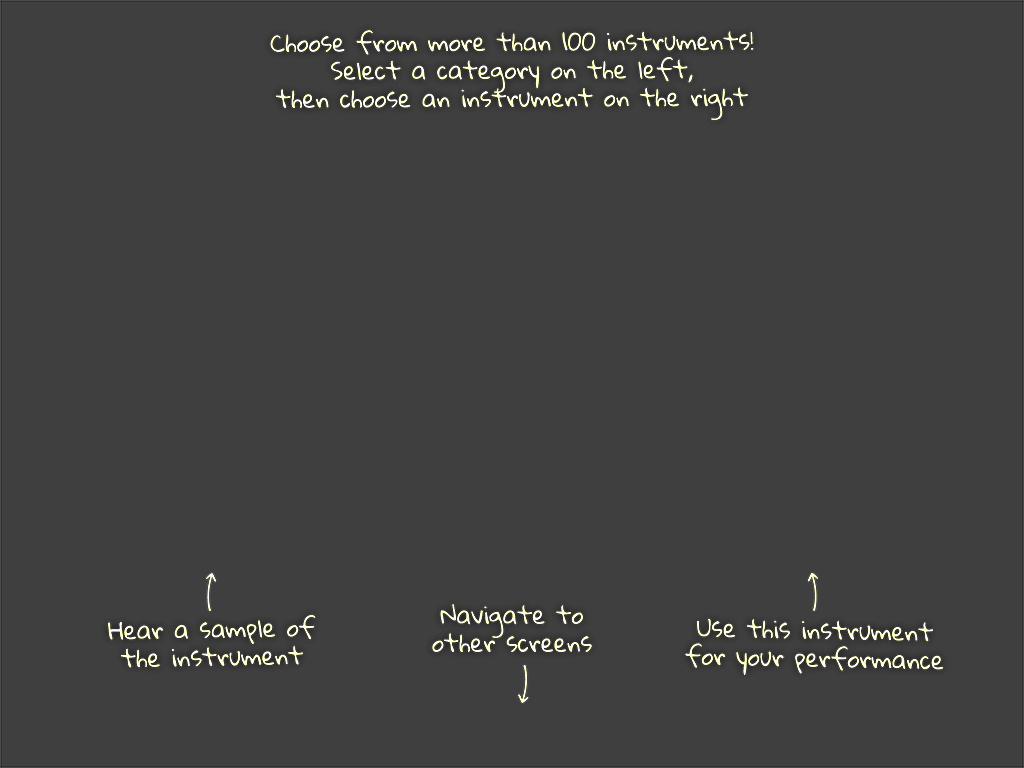 Choose from more than 100 instruments!
Select a category on the left,
then choose an instrument on the right
Hear a sample of
the instrument
Navigate to
other screens
Use this instrument
for your performance